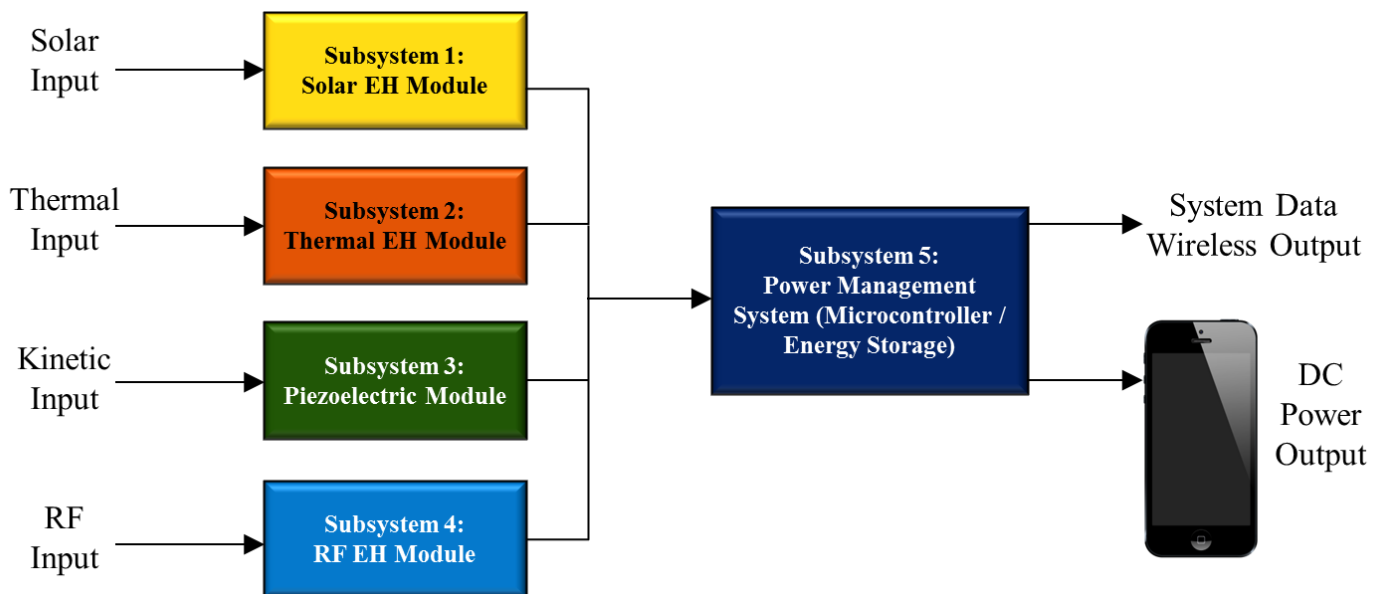 Solar
Input
Subsystem 1:
Solar EH Module
Thermal
Input
Subsystem 2:
Thermal EH Module
Kinetic
Input
Subsystem 3:
Piezoelectric Module
RF
Input
Subsystem 4:
RF EH Module
Subsystem 5:
Power Management
System (Microcontroller /
Energy Storage)
System Data
Wireless Output
DC
Power
Output